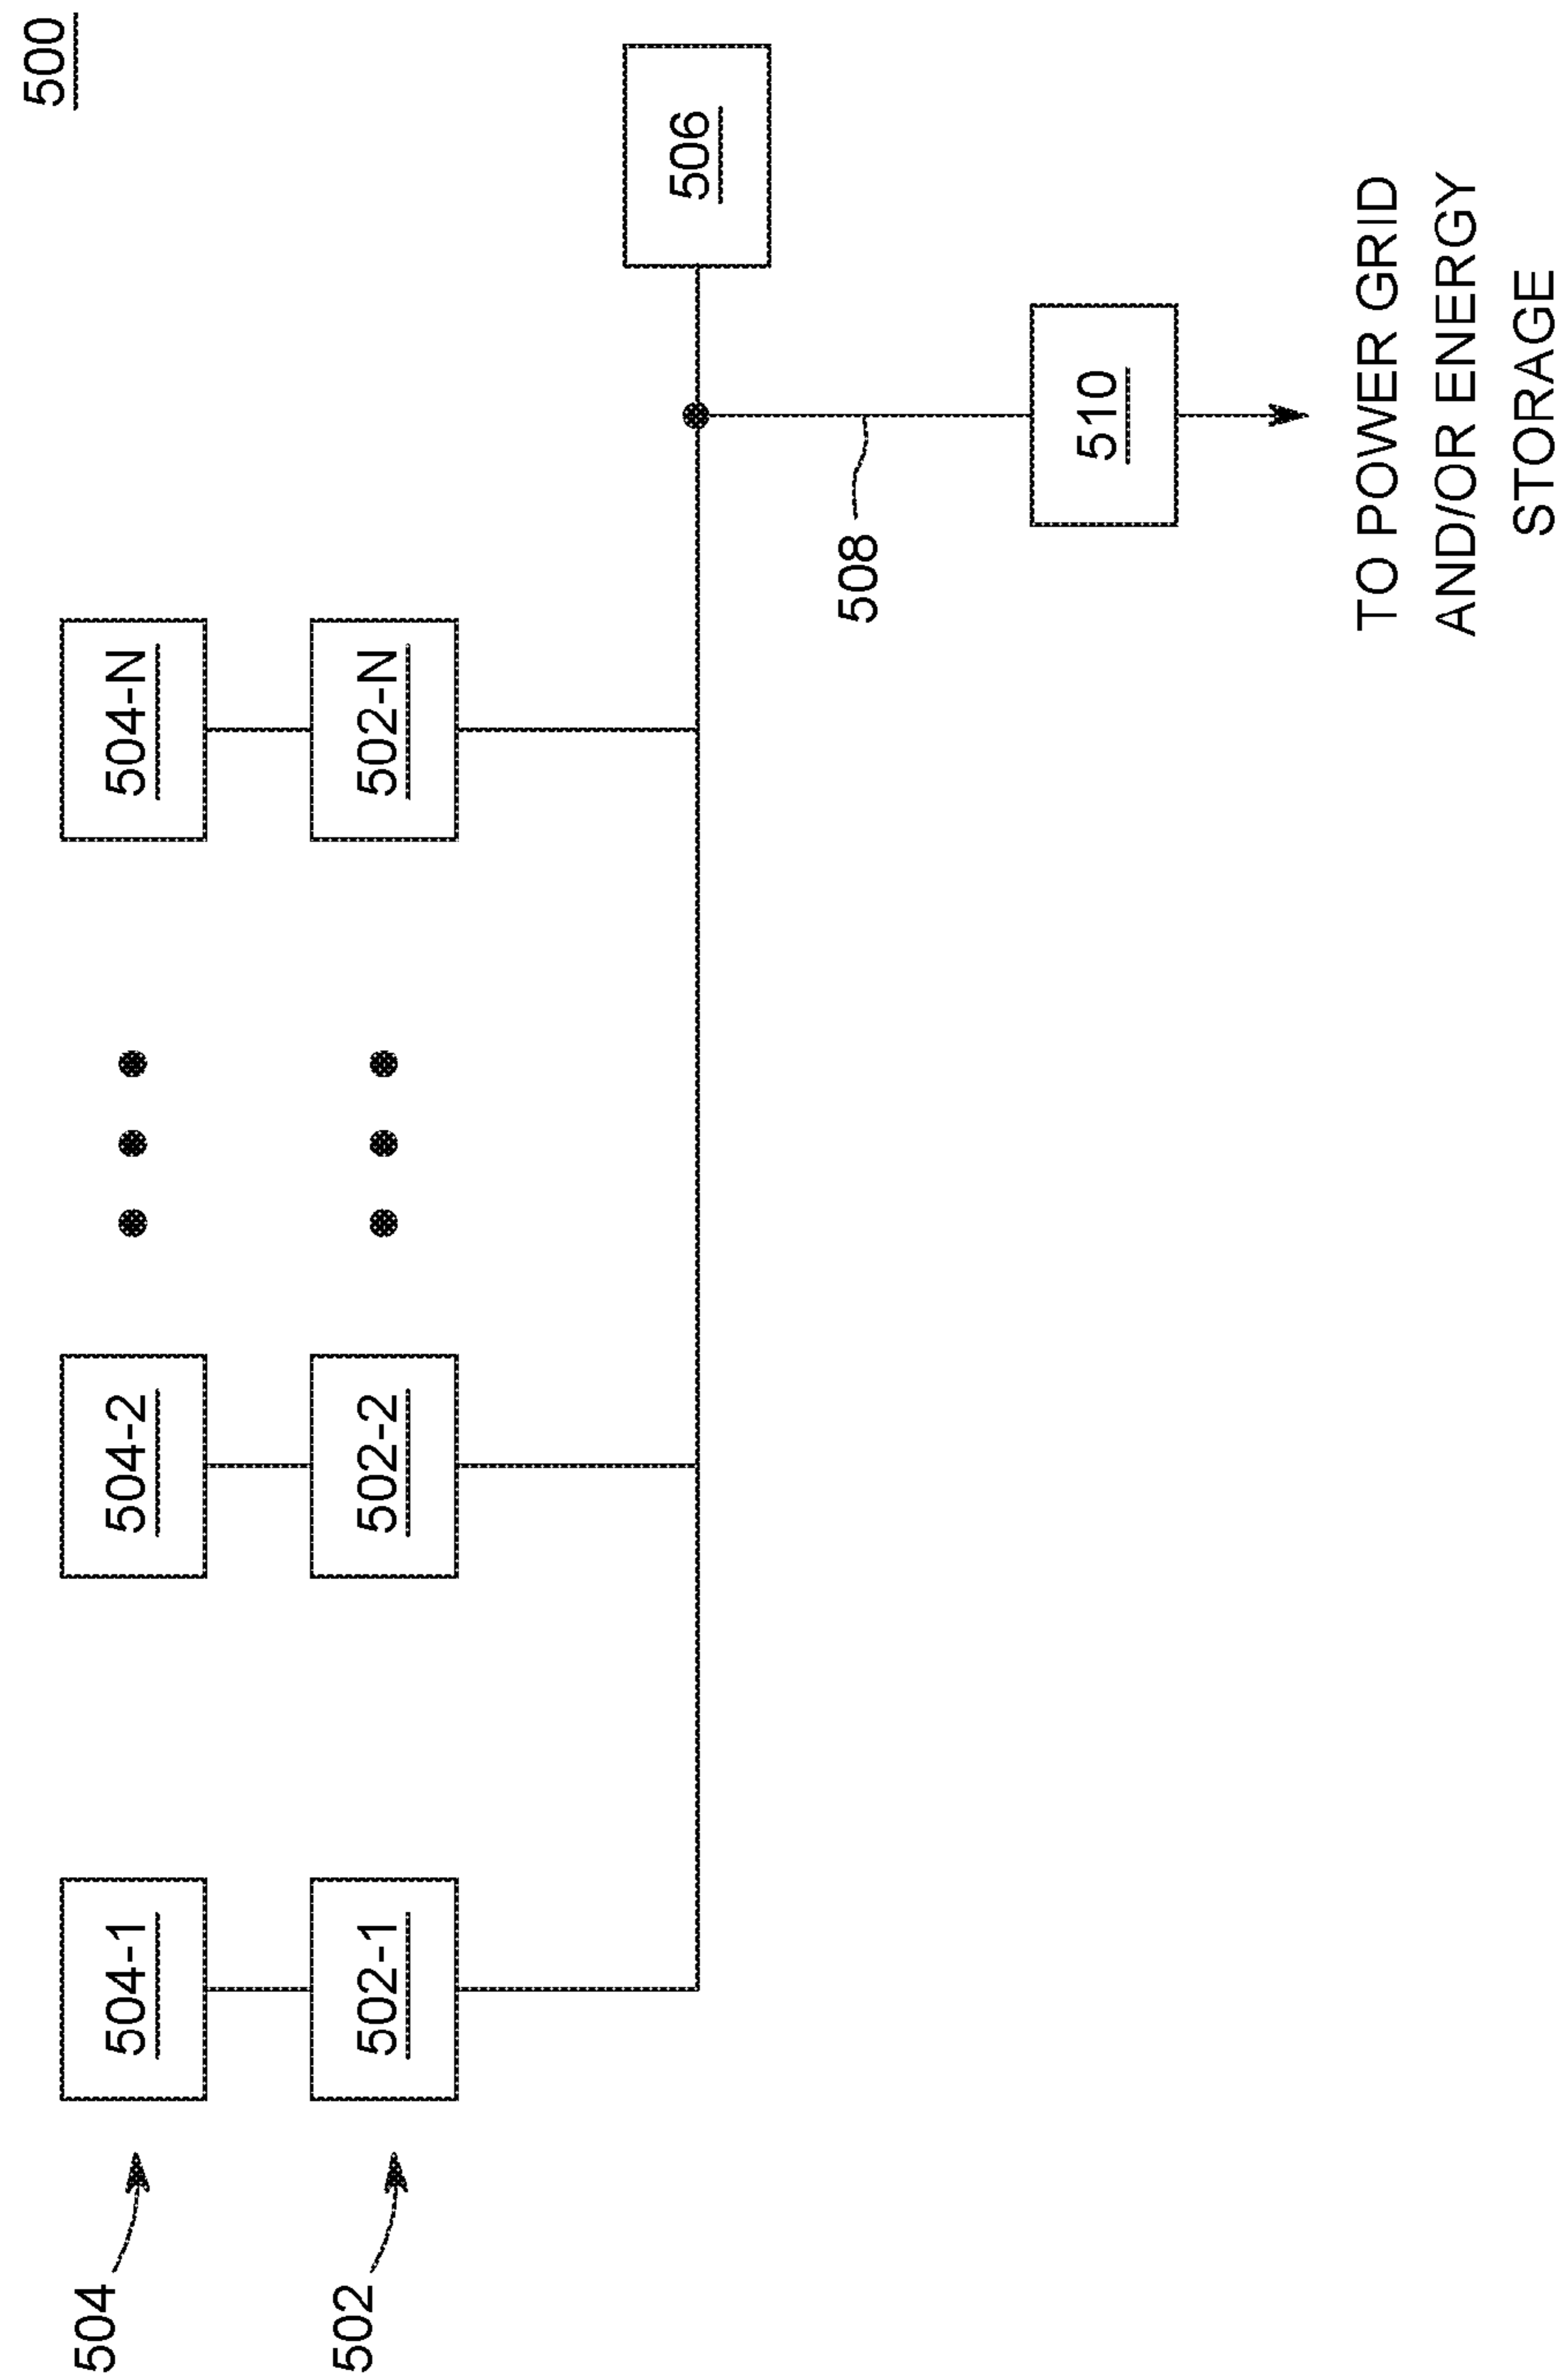 500
504
504-1
504-2
504-N
502
502-1
502-2
502-N
506
508
510
TO POWER GRID
AND/OR ENERGY
STORAGE